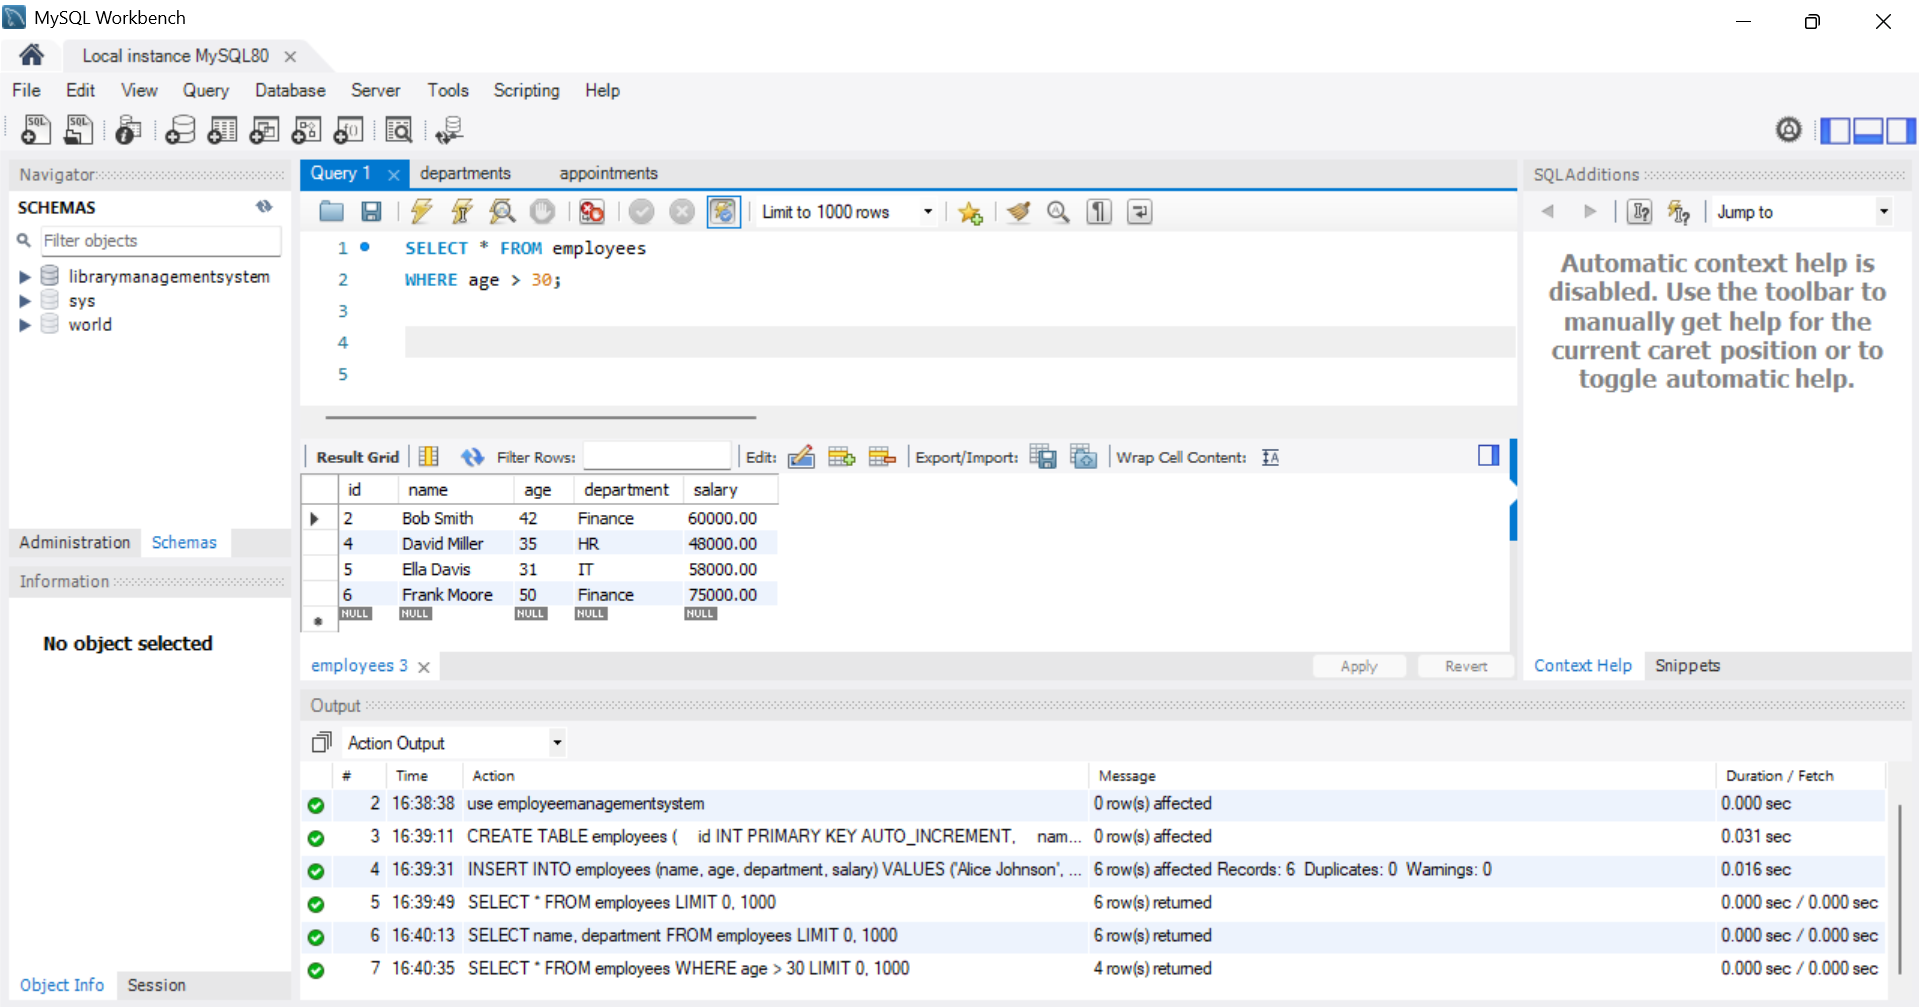 MySQL Workbench
Local instance MySQL80
File Edit View Query Database Server Tools Scripting Help
Navigator
SCHEMAS
Filter objects
librarymanagementsystem
sys
world
Administration Schemas
Information
No object selected
Object Info Session
Query 1 departments appointments
Limit to 1000 rows
1 SELECT * FROM employees
2 WHERE age > 30;
3
4
5
Result Grid Filter Rows: Edit: Export/Import: Wrap Cell Content:
id name age department salary
2 Bob Smith 42 Finance 60000.00
4 David Miller 35 HR 48000.00
5 Ella Davis 31 IT 58000.00
6 Frank Moore 50 Finance 75000.00
NULL NULL NULL NULL NULL
employees 3 Apply Revert
SQLAdditions
Jump to
Automatic context help is
disabled. Use the toolbar to
manually get help for the
current caret position or to
toggle automatic help.
Context Help Snippets
Output
Action Output
# Time Action Message Duration / Fetch
2 16:38:38 use employeemanagementsystem 0 row(s) affected 0.000 sec
3 16:39:11 CREATE TABLE employees ( id INT PRIMARY KEY AUTO_INCREMENT, nam... 0 row(s) affected 0.031 sec
4 16:39:31 INSERT INTO employees (name, age, department, salary) VALUES ('Alice Johnson', ... 6 row(s) affected Records: 6 Duplicates: 0 Warnings: 0 0.016 sec
5 16:39:49 SELECT * FROM employees LIMIT 0, 1000 6 row(s) returned 0.000 sec / 0.000 sec
6 16:40:13 SELECT name, department FROM employees LIMIT 0, 1000 6 row(s) returned 0.000 sec / 0.000 sec
7 16:40:35 SELECT * FROM employees WHERE age > 30 LIMIT 0, 1000 4 row(s) returned 0.000 sec / 0.000 sec